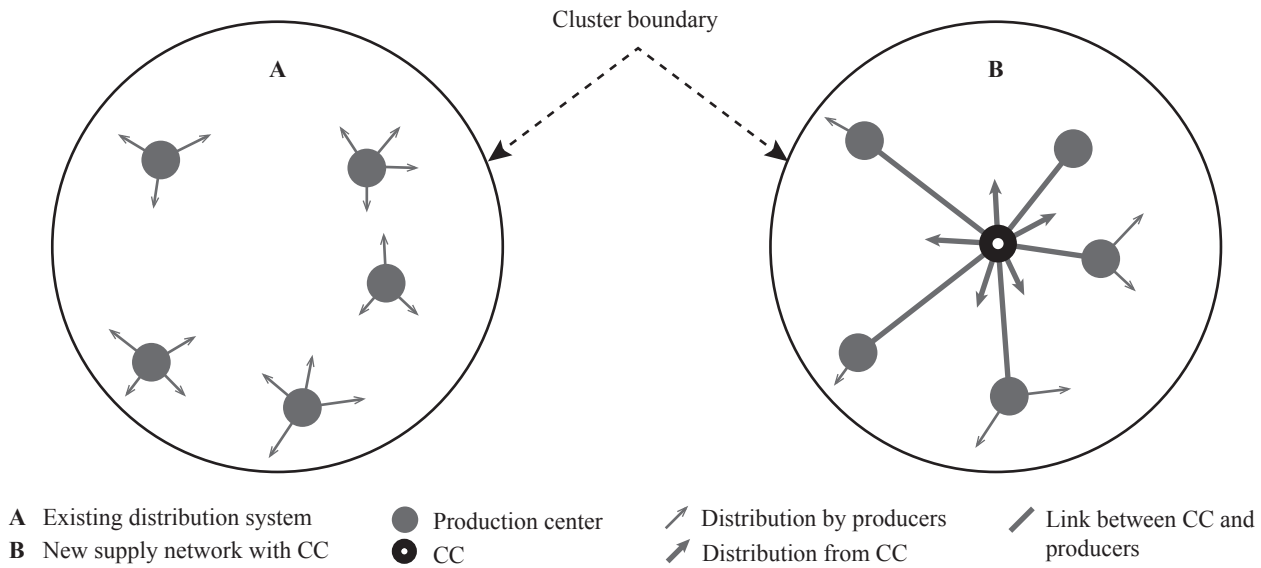 Cluster boundary
A
B
A Existing distribution system
B New supply network with CC
Production center
CC
Distribution by producers
Distribution from CC
Link between CC and
producers